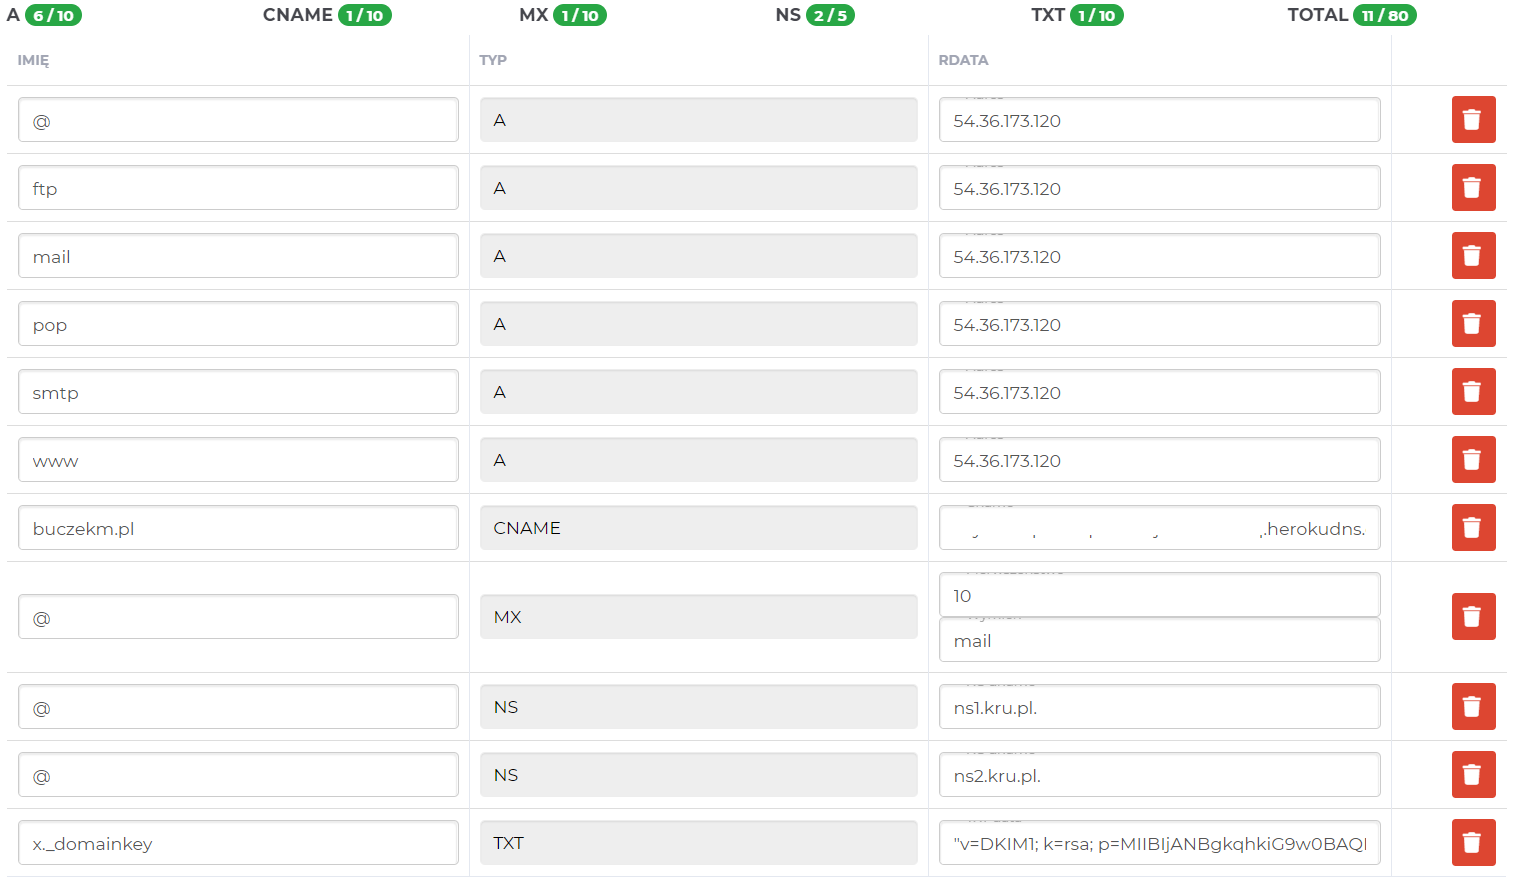 A 6 / 10 CNAME 1 / 10 MX 1 / 10 NS 2 / 5 TXT 1 / 10 TOTAL 11 / 80
IMIĘ TYP RDATA
@ A 54.36.173.120
ftp A 54.36.173.120
mail A 54.36.173.120
pop A 54.36.173.120
smtp A 54.36.173.120
www A 54.36.173.120
buczekm.pl CNAME .herokudns.
10
@ MX
mail
@ NS ns1.kru.pl.
@ NS ns2.kru.pl.
x._domainkey TXT "v=DKIM1; k=rsa; p=MIIBIjANBgkqhkiG9w0BAQ